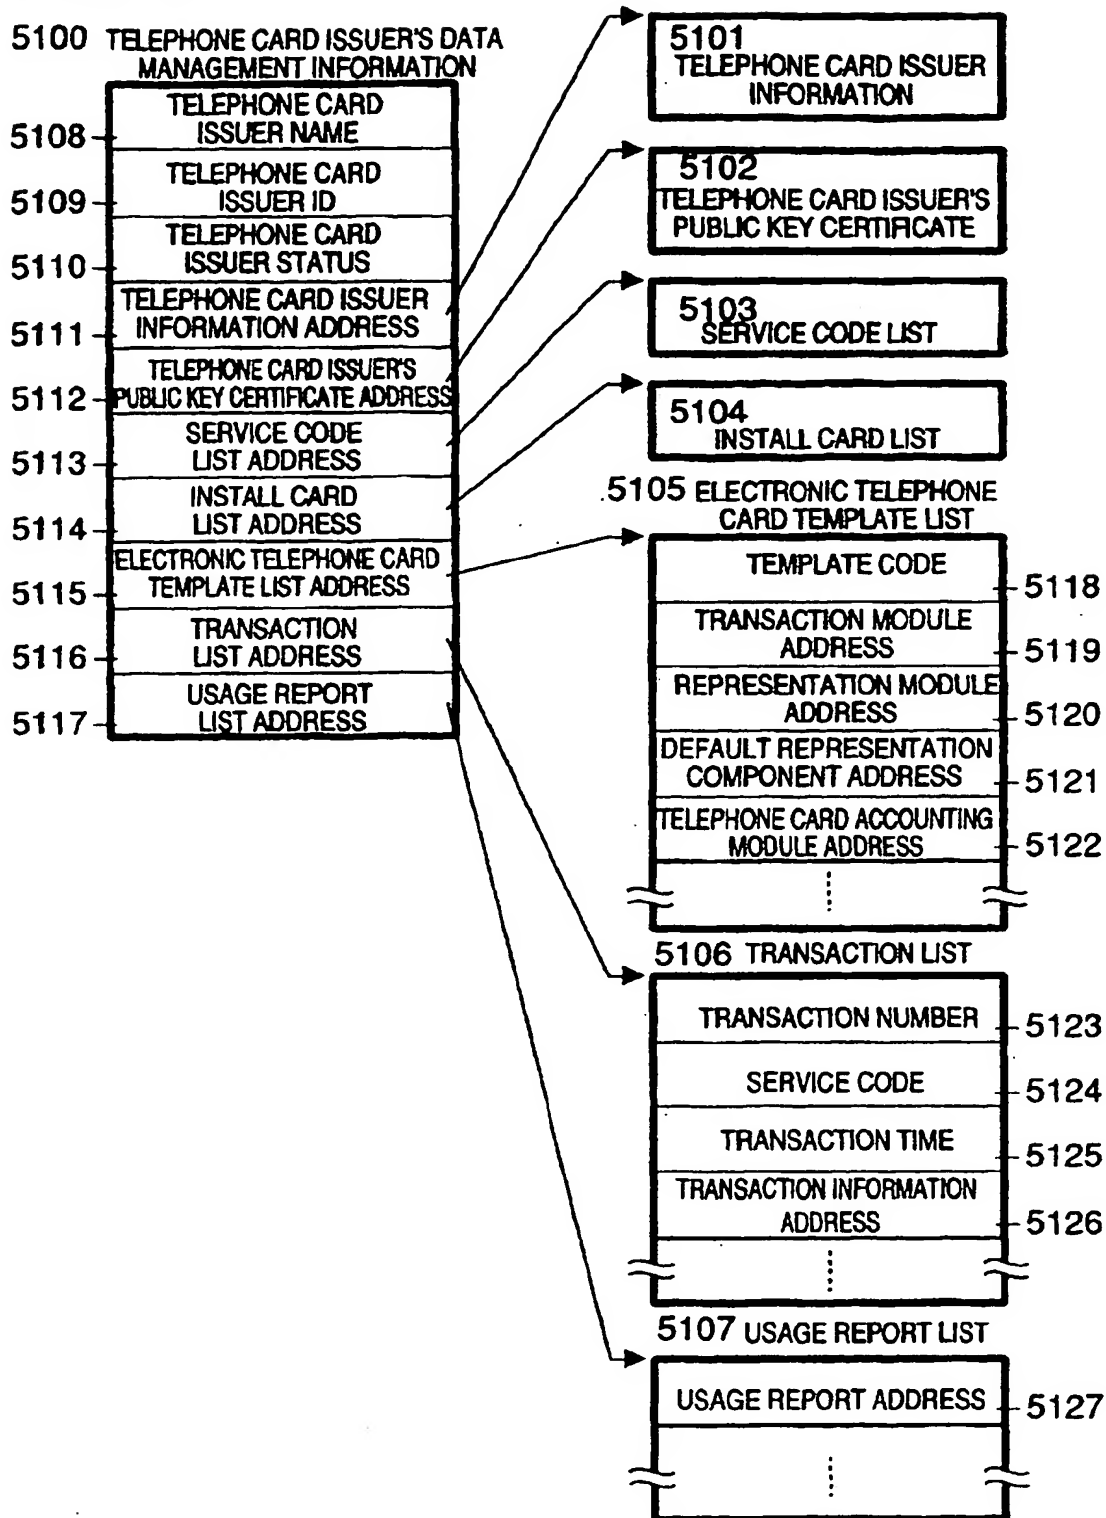 5100 TELEPHONE CARD ISSUER'S DATA
MANAGEMENT INFORMATION
TELEPHONE CARD
ISSUER NAME
5108
TELEPHONE CARD
ISSUER ID
5109
TELEPHONE CARD
ISSUER STATUS
5110
TELEPHONE CARD ISSUER
INFORMATION ADDRESS
5111
TELEPHONE CARD ISSUER'S
PUBLIC KEY CERTIFICATE ADDRESS
5112
SERVICE CODE
LIST ADDRESS
5113
INSTALL CARD
LIST ADDRESS
5114
ELECTRONIC TELEPHONE CARD
TEMPLATE LIST ADDRESS
5115
TRANSACTION
LIST ADDRESS
5116
USAGE REPORT
LIST ADDRESS
5117
5101
TELEPHONE CARD ISSUER
INFORMATION
5102
TELEPHONE CARD ISSUER'S
PUBLIC KEY CERTIFICATE
5103
SERVICE CODE LIST
5104
INSTALL CARD LIST
5105 ELECTRONIC TELEPHONE
CARD TEMPLATE LIST
TEMPLATE CODE
5118
TRANSACTION MODULE
ADDRESS
5119
REPRESENTATION MODULE
ADDRESS
5120
DEFAULT REPRESENTATION
COMPONENT ADDRESS
5121
TELEPHONE CARD ACCOUNTING
MODULE ADDRESS
5122
5106 TRANSACTION LIST
TRANSACTION NUMBER
5123
SERVICE CODE
5124
TRANSACTION TIME
5125
TRANSACTION INFORMATION
ADDRESS
5126
5107 USAGE REPORT LIST
USAGE REPORT ADDRESS
5127